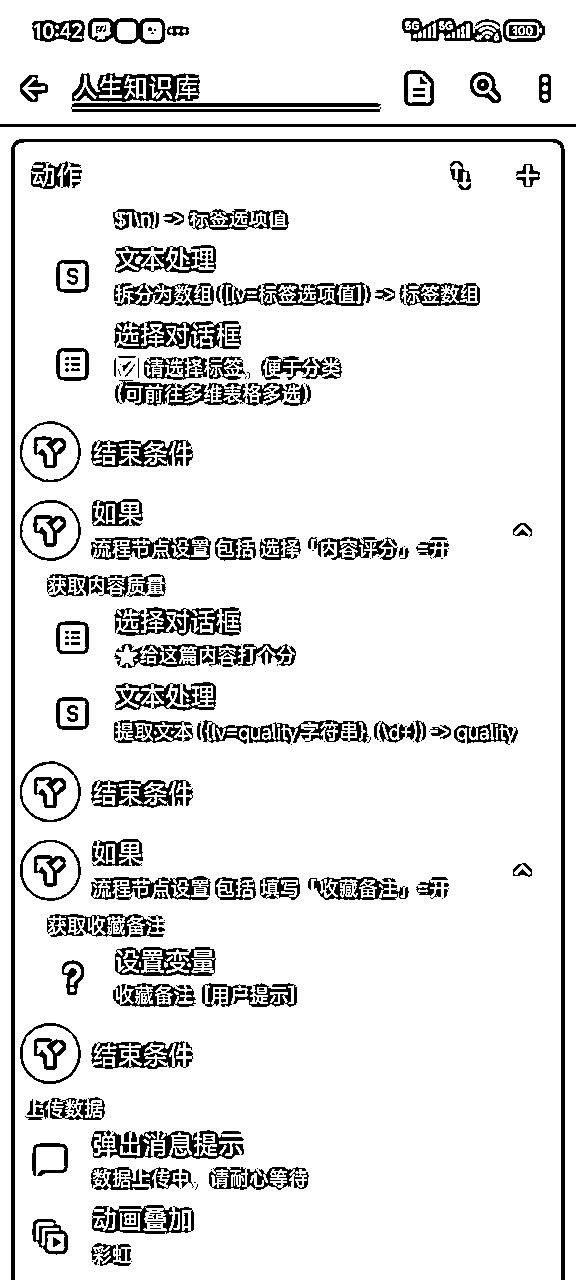 10:42
5G 5G 100
人生知识库
动作
$1\n) => 标签选项值
S
文本处理
拆分为数组 ([{v=标签选项值}]) => 标签数组
选择对话框
请选择标签，便于分类
(可前往多维表格多选)
结束条件
如果
流程节点设置 包括 选择「内容评分」=开
获取内容质量
选择对话框
给这篇内容打个分
S
文本处理
提取文本 ({lv=quality字符串}, (\d+)) => quality
结束条件
如果
流程节点设置 包括 填写「收藏备注」=开
获取收藏备注
设置变量
收藏备注 [用户提示]
结束条件
上传数据
弹出消息提示
数据上传中，请耐心等待
动画叠加
彩虹